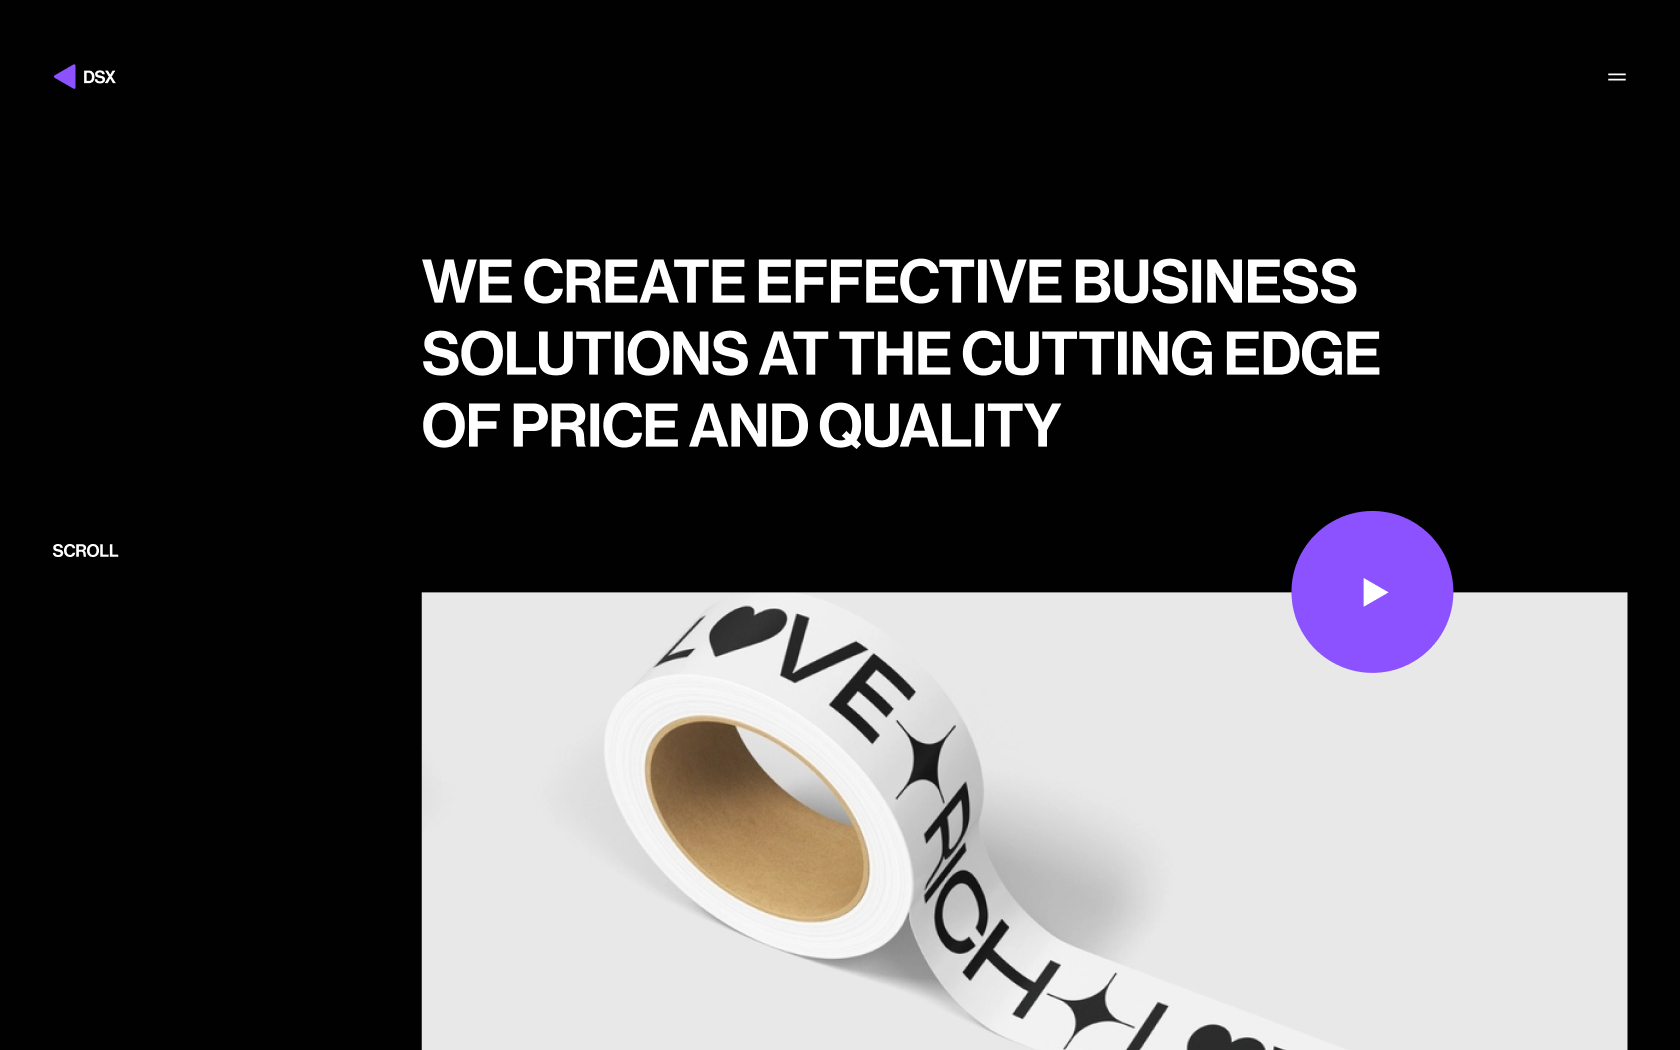 DSX
WE CREATE EFFECTIVE BUSINESS
SOLUTIONS AT THE CUTTING EDGE
OF PRICE AND QUALITY
SCROLL
L♥VE
RICH
L